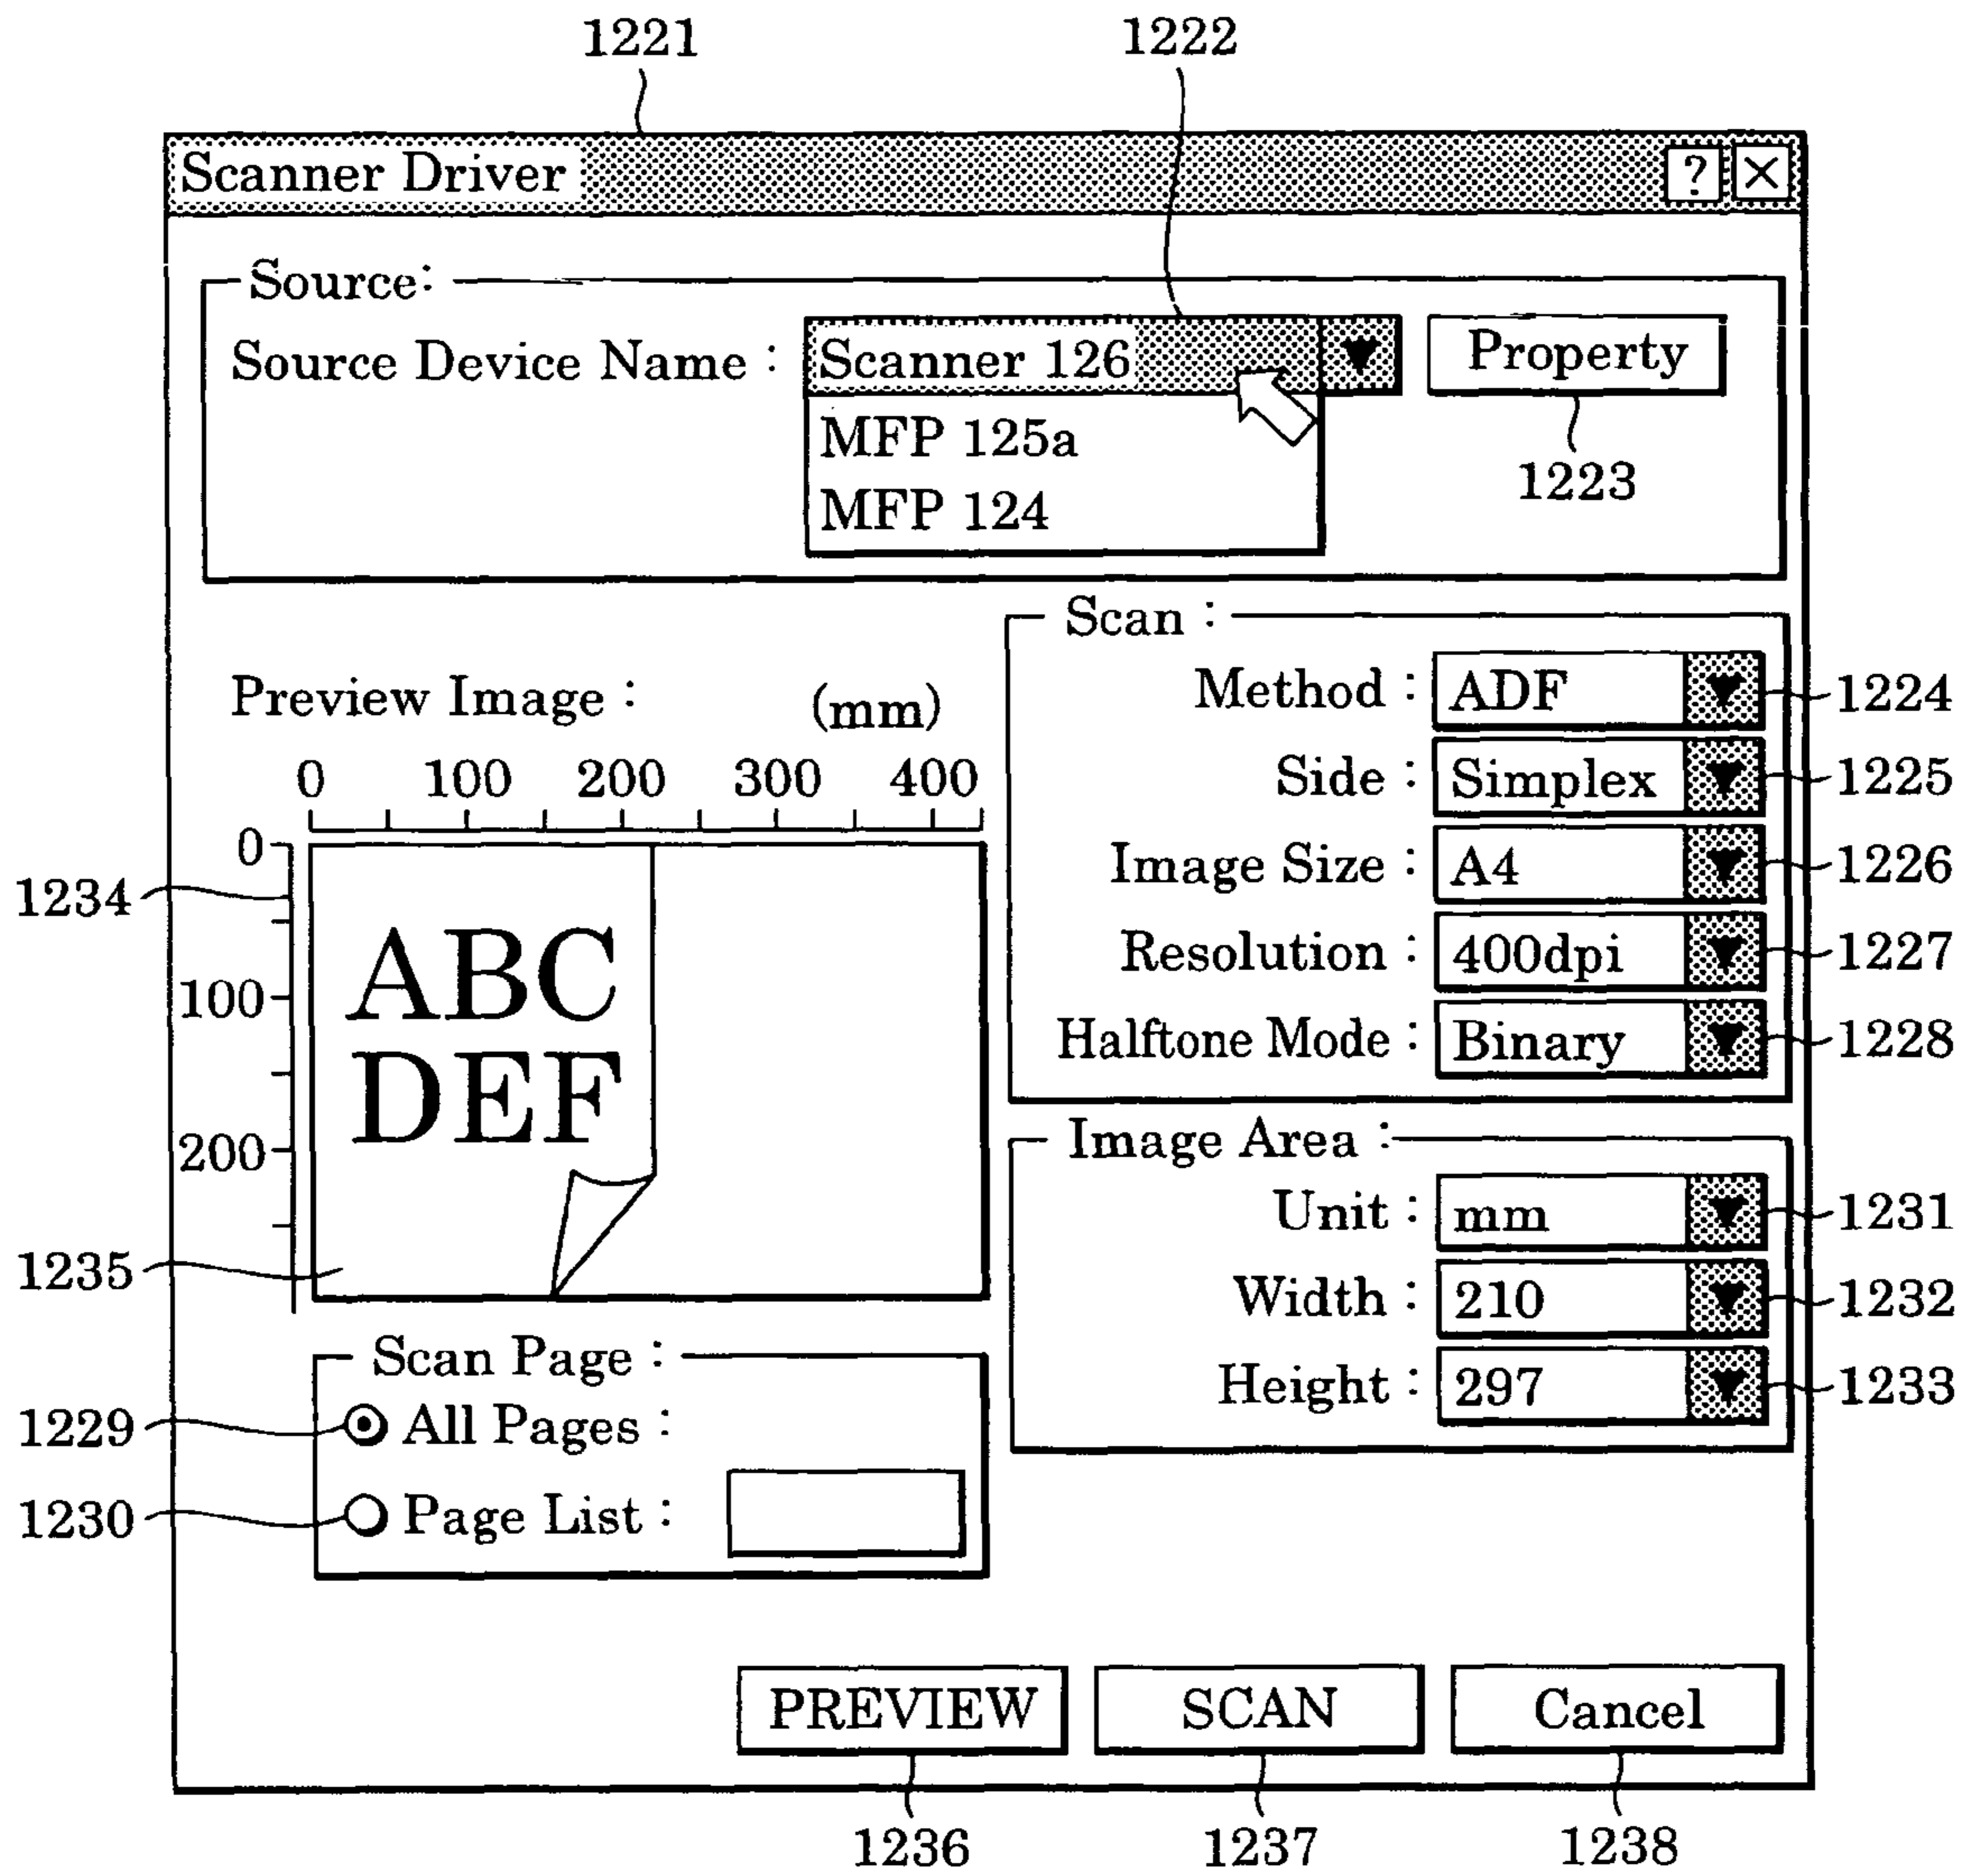 1221 1222
Scanner Driver ? ×
Source:
Source Device Name : Scanner 126 ▼ Property
MFP 125a
1223
MFP 124
Scan :
Method : ADF ▼ 1224
Side : Simplex ▼ 1225
Image Size : A4 ▼ 1226
Resolution : 400dpi ▼ 1227
Halftone Mode : Binary ▼ 1228
Preview Image : (mm)
0 100 200 300 400
0
1234
100
200
1235
ABC
DEF
Image Area :
Unit : mm ▼ 1231
Width : 210 ▼ 1232
Height : 297 ▼ 1233
Scan Page :
1229 All Pages :
1230 Page List :
PREVIEW SCAN Cancel
1236 1237 1238